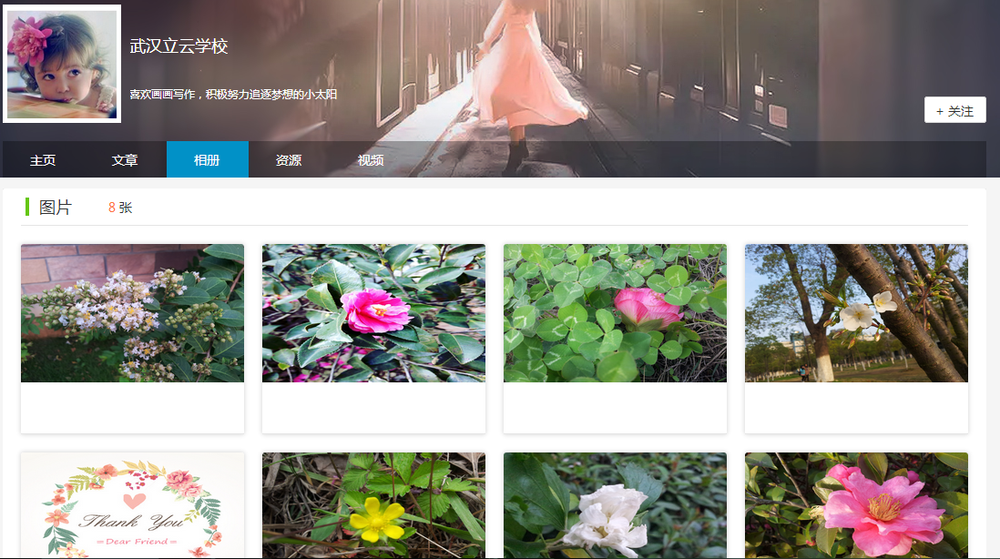 武汉立云学校
喜欢画画写作，积极努力追逐梦想的小太阳
+ 关注
主页 文章 相册 资源 视频
图片 8 张
Thank You
=Dear Friend=